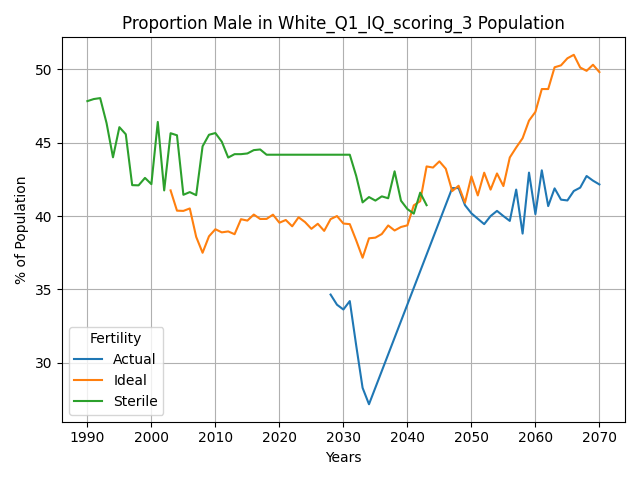 Proportion Male in White_Q1_IQ_scoring_3 Population
% of Population
50
45
40
35
30
Fertility
Actual
Ideal
Sterile
1990 2000 2010 2020 2030 2040 2050 2060 2070
Years